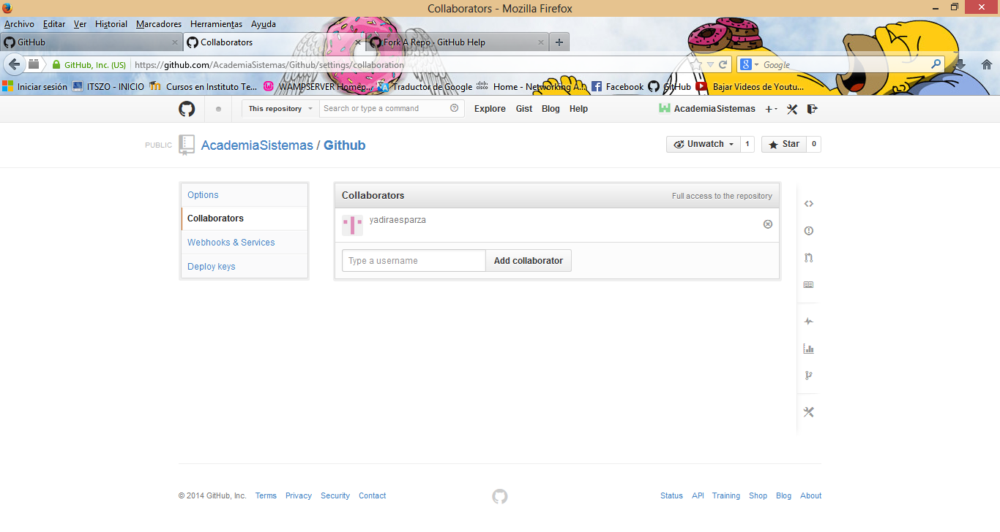 Collaborators - Mozilla Firefox
Archivo Editar Ver Historial Marcadores Herramientas Ayuda
GitHub Collaborators Fork A Repo · GitHub Help
GitHub, Inc. (US) https://github.com/AcademiaSistemas/Github/settings/collaboration Google
Iniciar sesión ITSZO - INICIO Cursos en Instituto Te... WAMPSERVER Homep... Traductor de Google Home - Networking A... Facebook GitHub Bajar Videos de Youtu...
This repository Search or type a command Explore Gist Blog Help AcademiaSistemas
PUBLIC AcademiaSistemas / Github Unwatch 1 Star 0
Options
Collaborators
Webhooks & Services
Deploy keys
Collaborators Full access to the repository
yadiraesparza
Type a username Add collaborator
© 2014 GitHub, Inc. Terms Privacy Security Contact Status API Training Shop Blog About